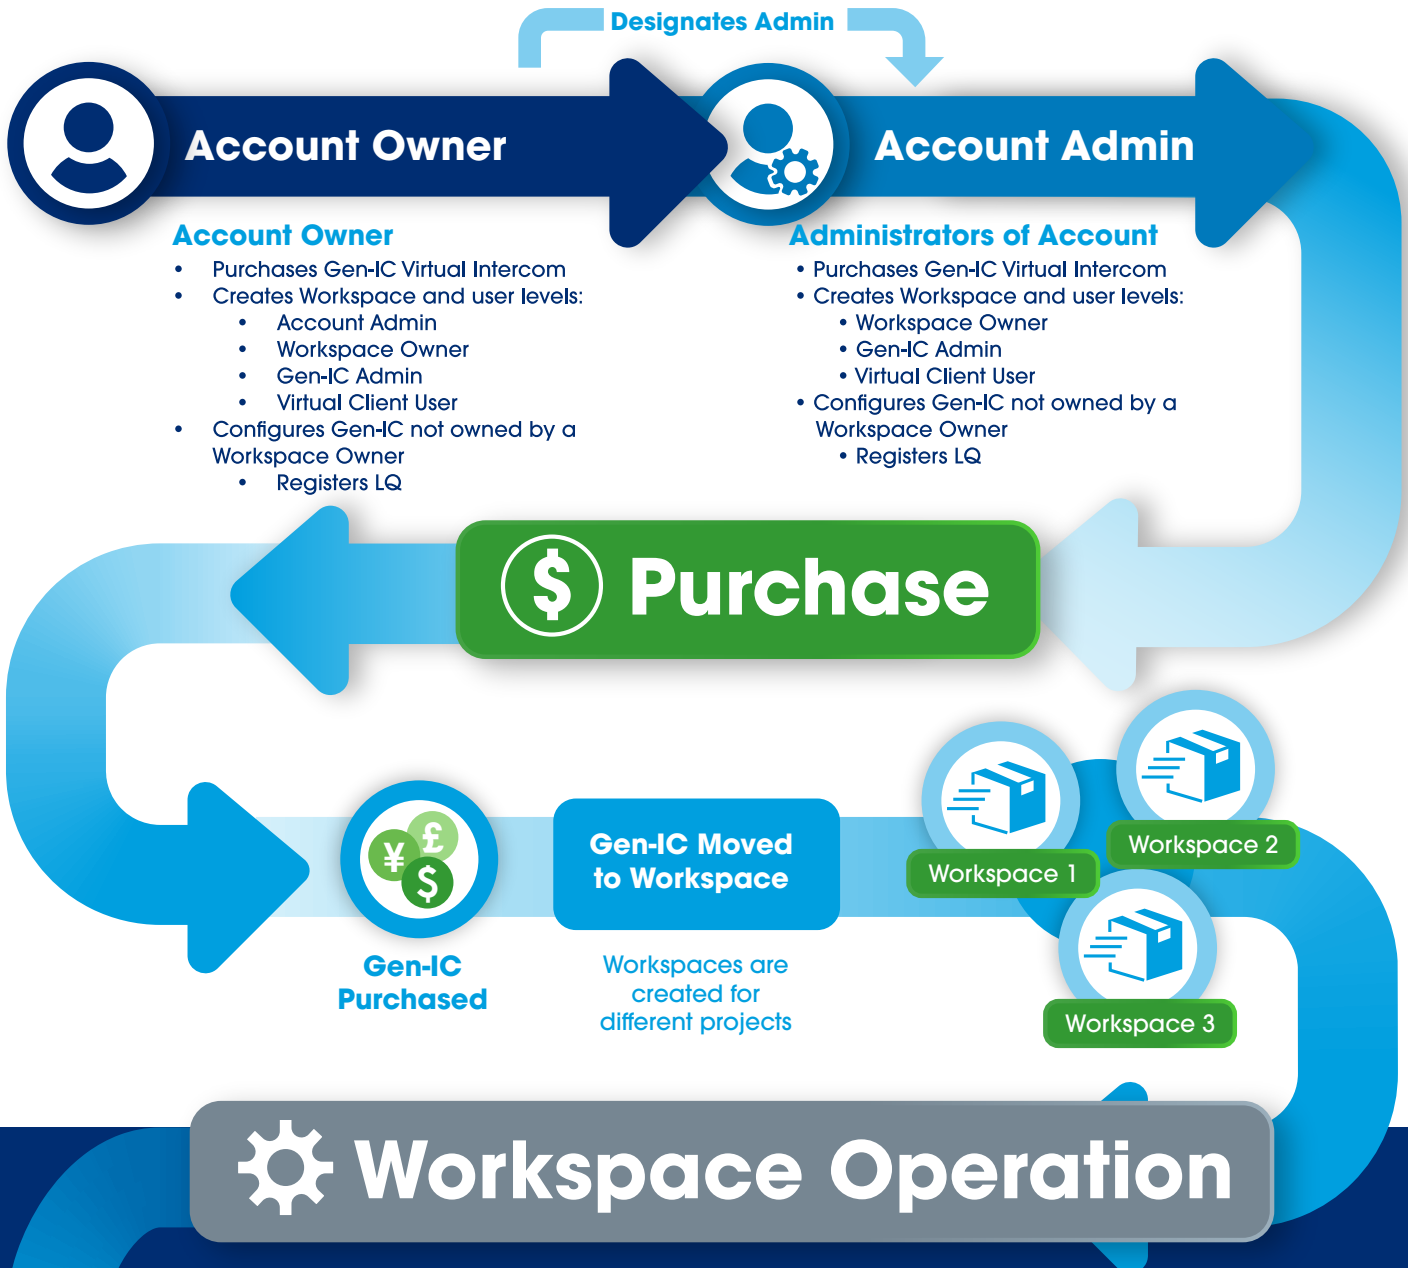 Designates Admin
Account Owner
Account Admin
Account Owner
• Purchases Gen-IC Virtual Intercom
• Creates Workspace and user levels:
• Account Admin
• Workspace Owner
• Gen-IC Admin
• Virtual Client User
• Configures Gen-IC not owned by a
Workspace Owner
• Registers LQ
Administrators of Account
• Purchases Gen-IC Virtual Intercom
• Creates Workspace and user levels:
• Workspace Owner
• Gen-IC Admin
• Virtual Client User
• Configures Gen-IC not owned by a
Workspace Owner
• Registers LQ
$ Purchase
¥ £ $
Gen-IC
Purchased
Gen-IC Moved
to Workspace
Workspaces are
created for
different projects
Workspace 1
Workspace 2
Workspace 3
Workspace Operation